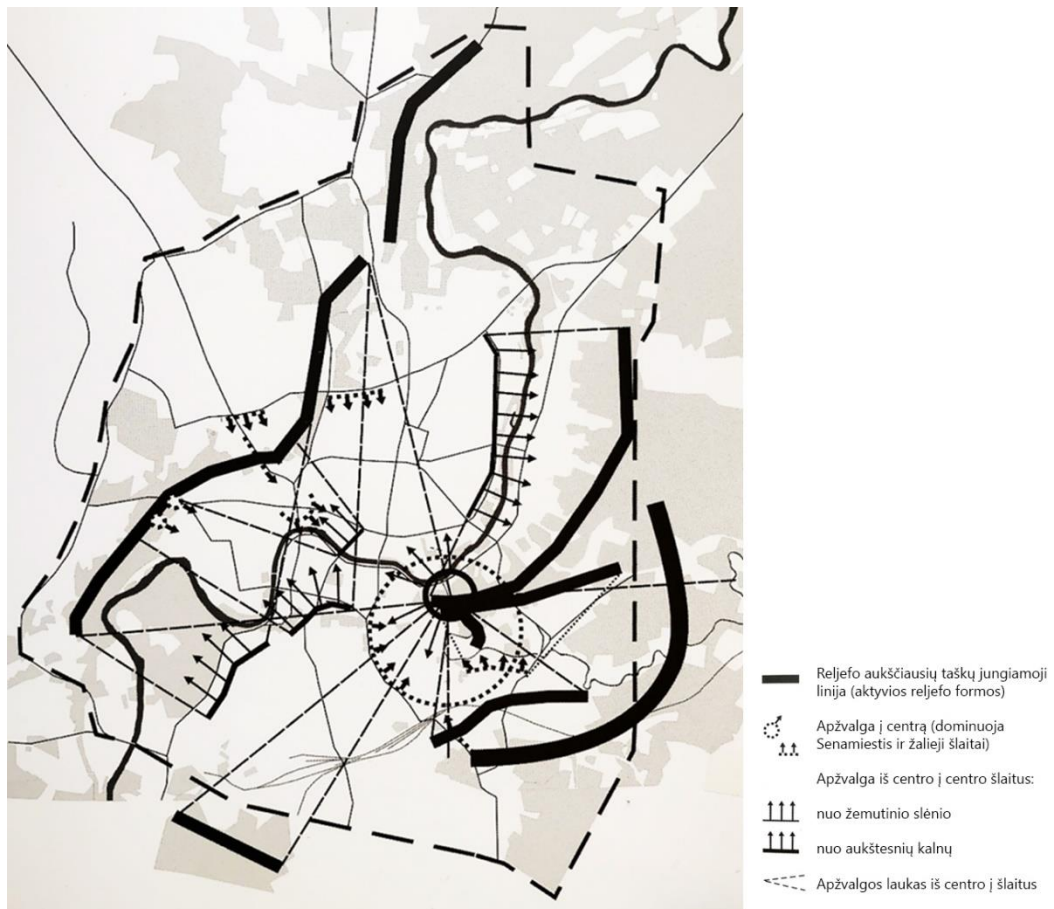 Reljefo aukščiausių taškų jungiamoji
linija (aktyvios reljefo formos)
Apžvalga į centrą (dominuoja
Senamiestis ir žalieji šlaitai)
Apžvalga iš centro į centro šlaitus:
nuo žemutinio slėnio
nuo aukštesnių kalnų
Apžvalgos laukas iš centro į šlaitus